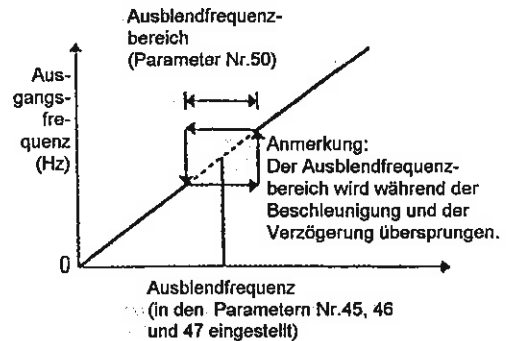 Ausblendfrequenz-
bereich
(Parameter Nr.50)
Aus-
gangs-
fre-
quenz
(Hz)
Anmerkung:
Der Ausblendfrequenz-
bereich wird während der
Beschleunigung und der
Verzögerung übersprungen.
0
Ausblendfrequenz
(in den Parametern Nr.45, 46
und 47 eingestellt)